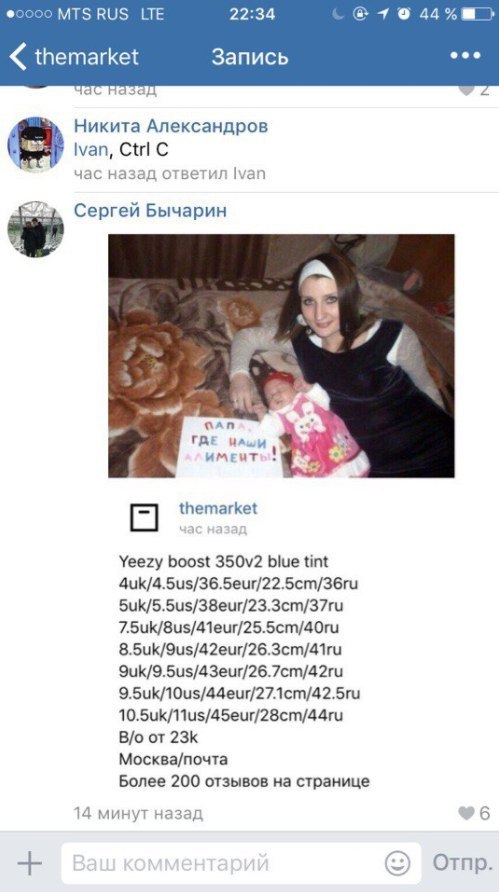 MTS RUS LTE 22:34 44 %
themarket Запись
час назад 2
Никита Александров
Ivan, Ctrl C
час назад ответил Ivan
Сергей Бычарин
ПАПА,
ГДЕ НАШИ
АЛИМЕНТЫ!
themarket
час назад
Yeezy boost 350v2 blue tint
4uk/4.5us/36.5eur/22.5cm/36ru
5uk/5.5us/38eur/23.3cm/37ru
7.5uk/8us/41eur/25.5cm/40ru
8.5uk/9us/42eur/26.3cm/41ru
9uk/9.5us/43eur/26.7cm/42ru
9.5uk/10us/44eur/27.1cm/42.5ru
10.5uk/11us/45eur/28cm/44ru
В/о от 23k
Москва/почта
Более 200 отзывов на странице
14 минут назад 6
Ваш комментарий Отпр.